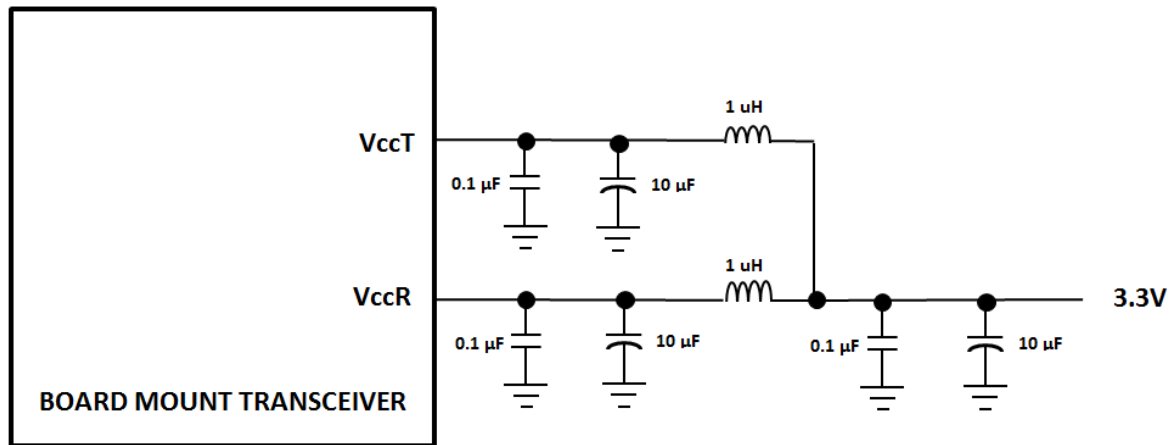 1 uH
VccT
0.1 µF
10 µF
1 uH
VccR
3.3V
0.1 µF
10 µF
0.1 µF
10 µF
BOARD MOUNT TRANSCEIVER